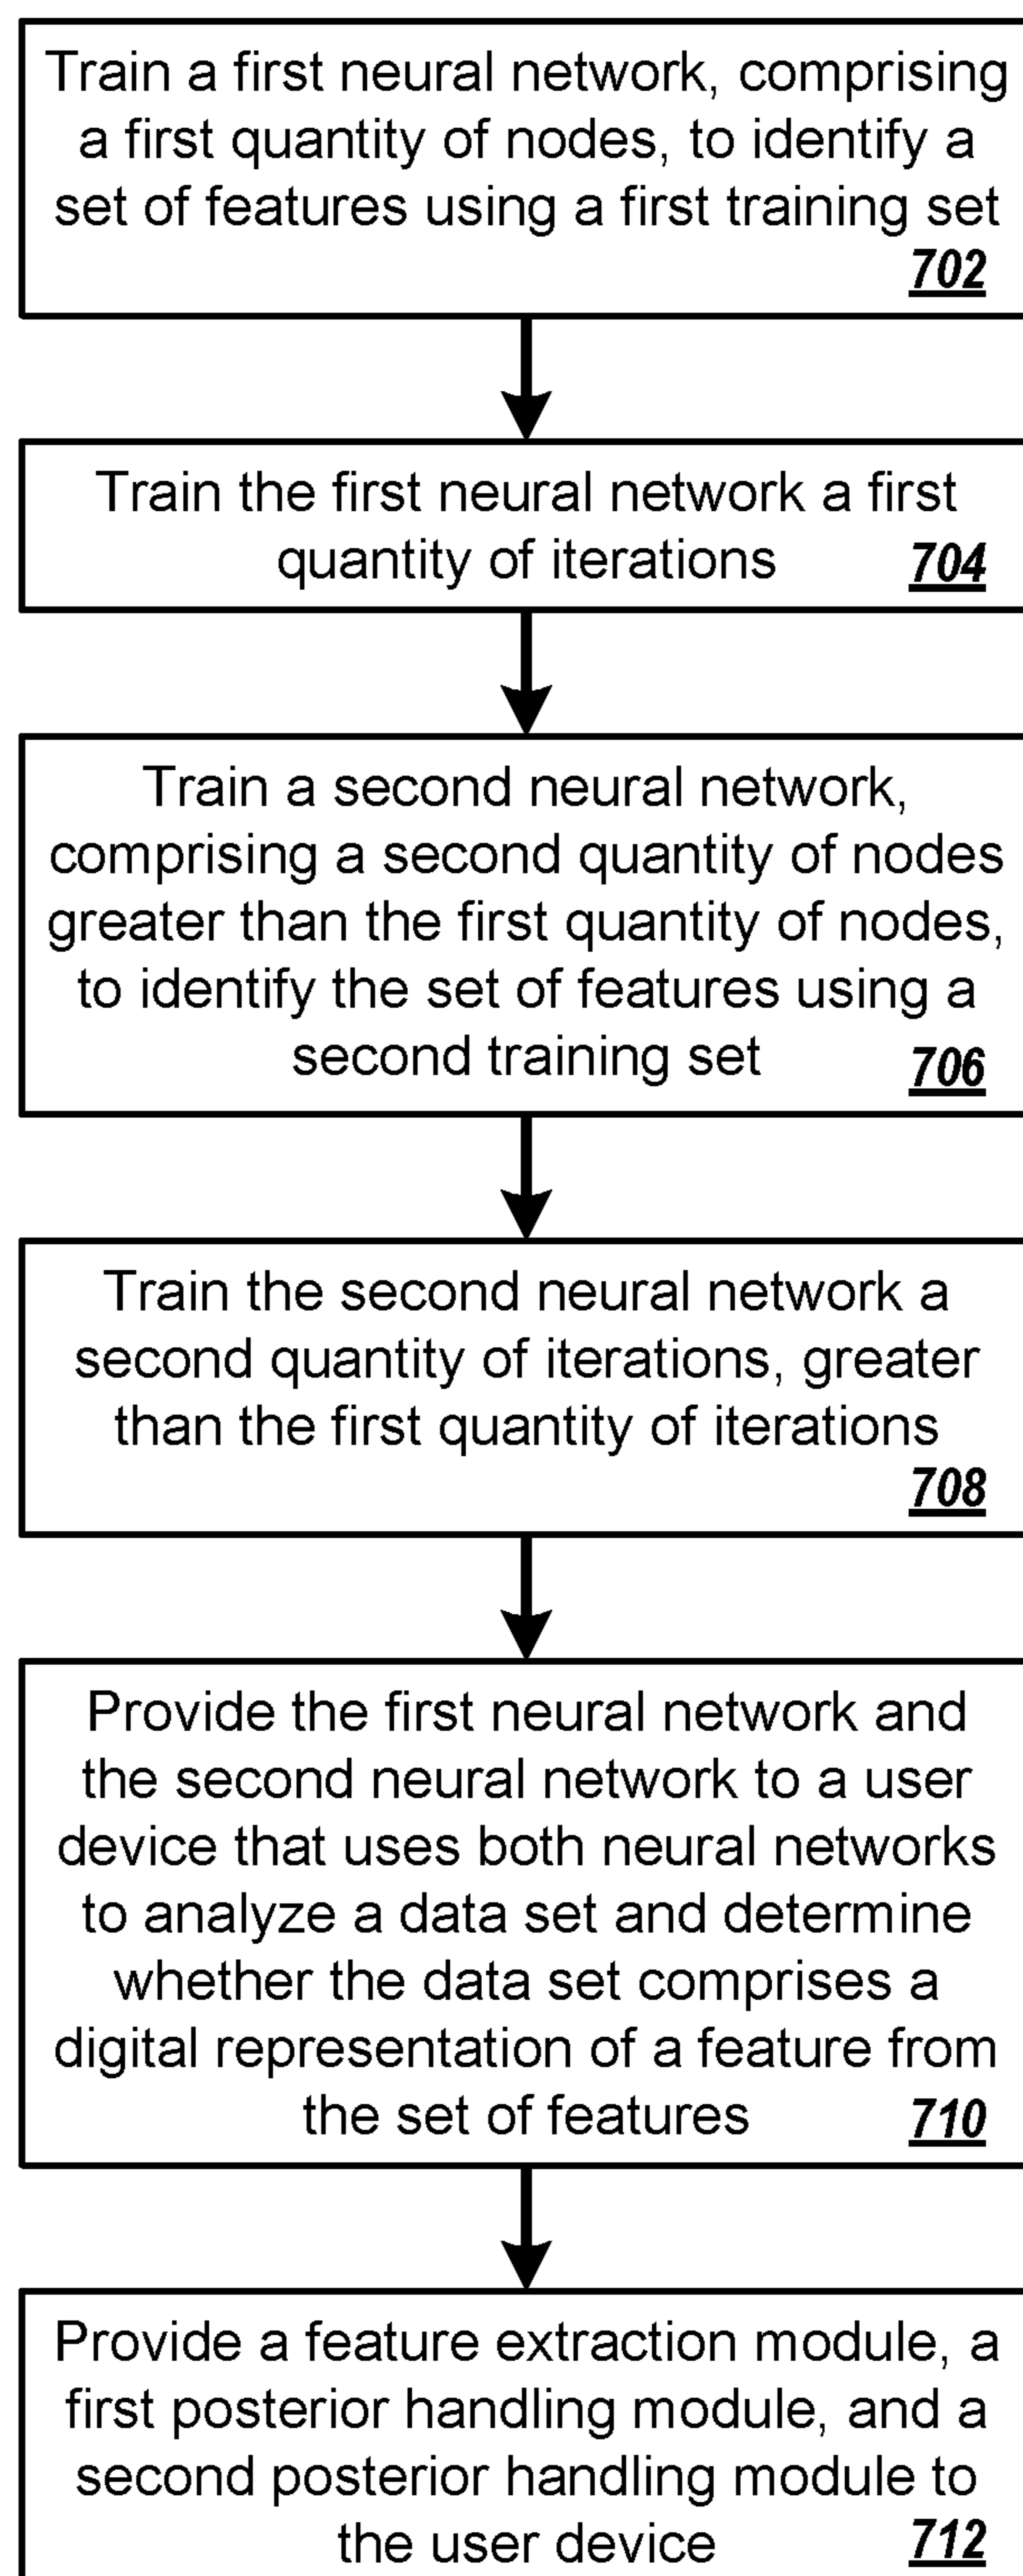 Train a first neural network, comprising
a first quantity of nodes, to identify a
set of features using a first training set
702
Train the first neural network a first
quantity of iterations 704
Train a second neural network,
comprising a second quantity of nodes
greater than the first quantity of nodes,
to identify the set of features using a
second training set 706
Train the second neural network a
second quantity of iterations, greater
than the first quantity of iterations
708
Provide the first neural network and
the second neural network to a user
device that uses both neural networks
to analyze a data set and determine
whether the data set comprises a
digital representation of a feature from
the set of features 710
Provide a feature extraction module, a
first posterior handling module, and a
second posterior handling module to
the user device 712